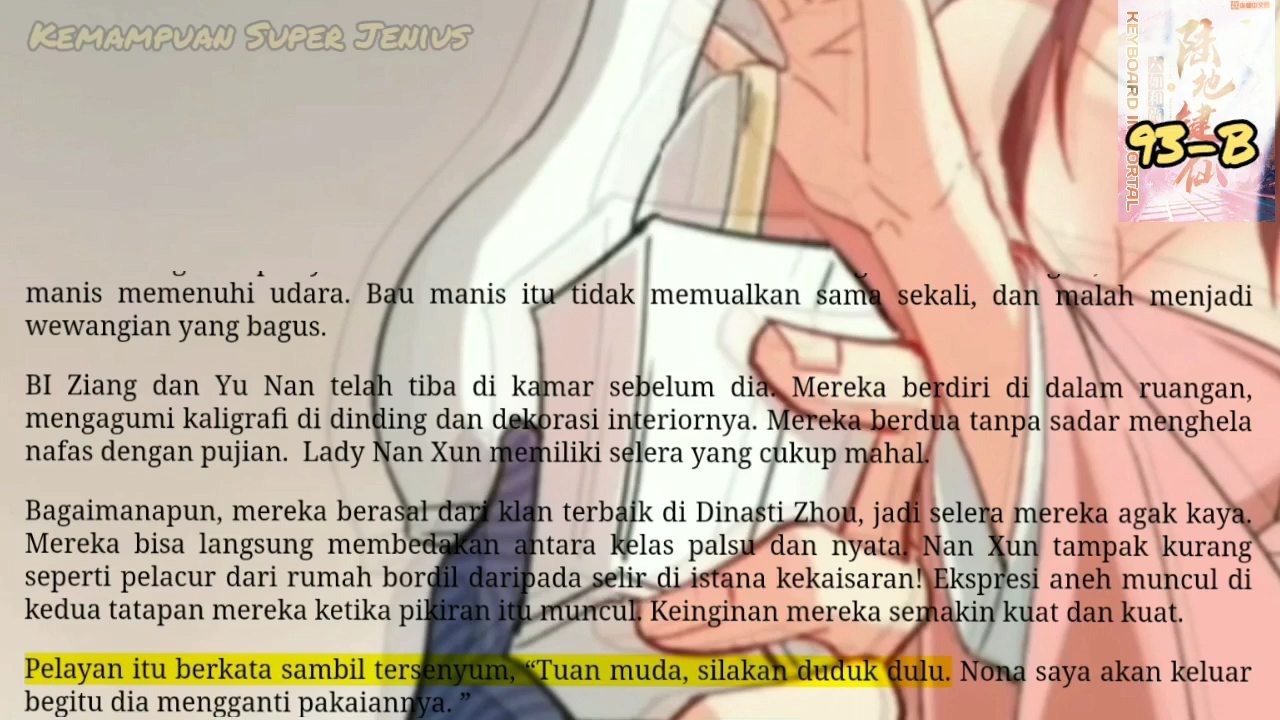 Kemampuan Super Jenius
陆地键仙
KEYBOARD IMMORTAL
93-B
manis memenuhi udara. Bau manis itu tidak memualkan sama sekali, dan malah menjadi
wewangian yang bagus.
BI Ziang dan Yu Nan telah tiba di kamar sebelum dia. Mereka berdiri di dalam ruangan,
mengagumi kaligrafi di dinding dan dekorasi interiornya. Mereka berdua tanpa sadar menghela
nafas dengan pujian. Lady Nan Xun memiliki selera yang cukup mahal.
Bagaimanapun, mereka berasal dari klan terbaik di Dinasti Zhou, jadi selera mereka agak kaya.
Mereka bisa langsung membedakan antara kelas palsu dan nyata. Nan Xun tampak kurang
seperti pelacur dari rumah bordil daripada selir di istana kekaisaran! Ekspresi aneh muncul di
kedua tatapan mereka ketika pikiran itu muncul. Keinginan mereka semakin kuat dan kuat.
Pelayan itu berkata sambil tersenyum, “Tuan muda, silakan duduk dulu. Nona saya akan keluar
begitu dia mengganti pakaiannya. ”